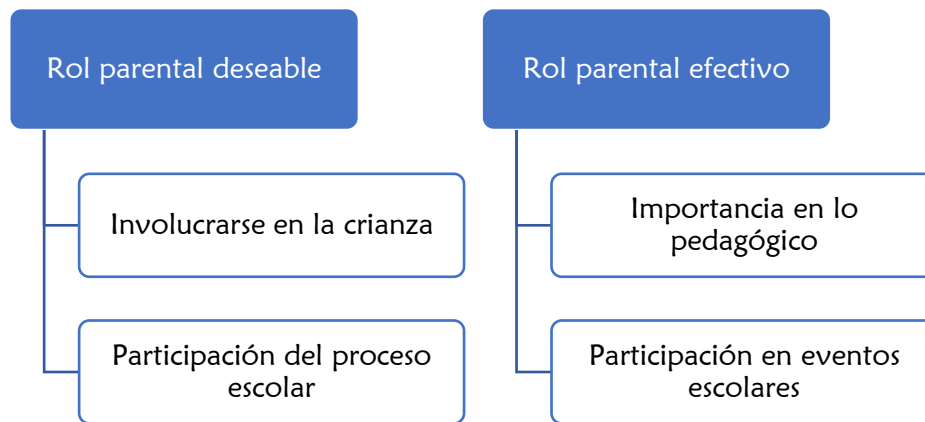 Rol parental deseable
Involucrarse en la crianza
Participación del proceso
escolar
Rol parental efectivo
Importancia en lo
pedagógico
Participación en eventos
escolares